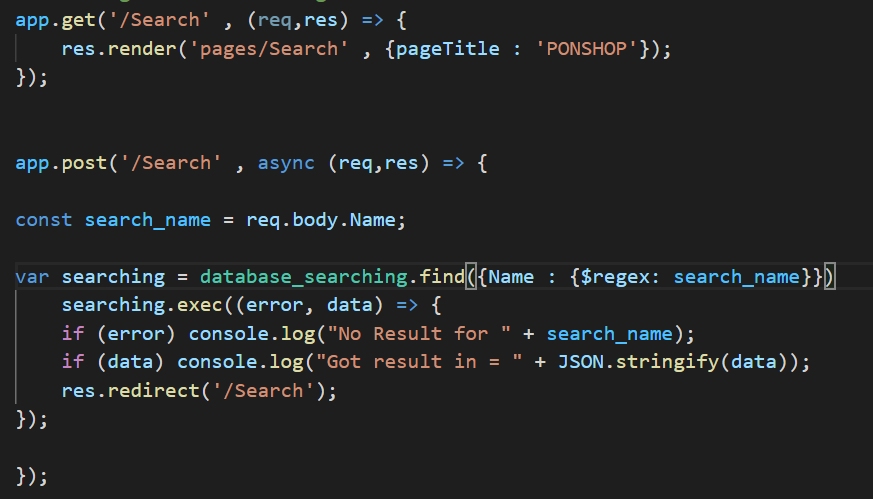 app.get('/Search' , (req,res) => {
    res.render('pages/Search' , {pageTitle : 'PONSHOP'});
});
app.post('/Search' , async (req,res) => {
const search_name = req.body.Name;
var searching = database_searching.find({Name : {$regex: search_name}})
    searching.exec((error, data) => {
    if (error) console.log("No Result for " + search_name);
    if (data) console.log("Got result in = " + JSON.stringify(data));
    res.redirect('/Search');
});
});